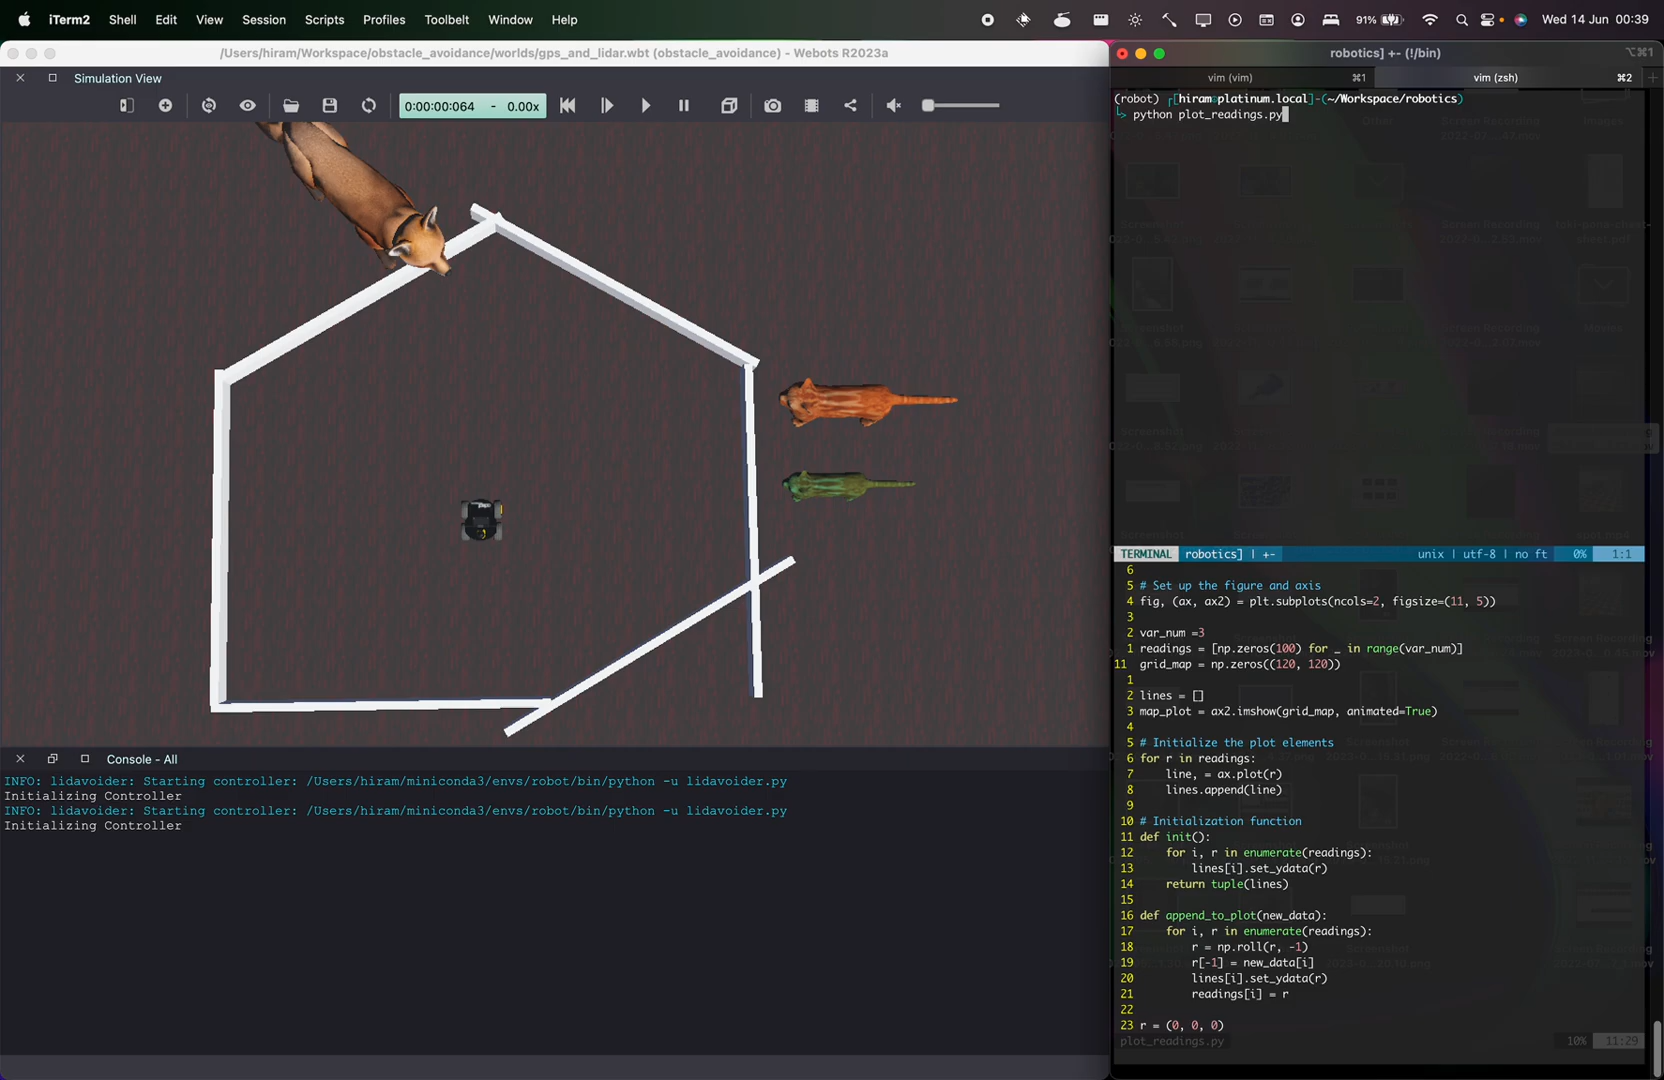 iTerm2 Shell Edit View Session Scripts Profiles Toolbelt Window Help 91% Wed 14 Jun 00:39
/Users/hiram/Workspace/obstacle_avoidance/worlds/gps_and_lidar.wbt (obstacle_avoidance) - Webots R2023a
Simulation View
0:00:00:064 - 0.00x
Console - All
INFO: lidavoider: Starting controller: /Users/hiram/miniconda3/envs/robot/bin/python -u lidavoider.py
Initializing Controller
INFO: lidavoider: Starting controller: /Users/hiram/miniconda3/envs/robot/bin/python -u lidavoider.py
Initializing Controller
robotics] +- (!/bin) ⌥⌘1
vim (vim) ⌘1 vim (zsh) ⌘2
(robot) ┌[hiram@platinum.local]-(~/Workspace/robotics)
└> python plot_readings.py
TERMINAL robotics] | +- unix | utf-8 | no ft 0% 1:1
6
5 # Set up the figure and axis
4 fig, (ax, ax2) = plt.subplots(ncols=2, figsize=(11, 5))
3
2 var_num =3
1 readings = [np.zeros(100) for _ in range(var_num)]
11 grid_map = np.zeros((120, 120))
1
2 lines = []
3 map_plot = ax2.imshow(grid_map, animated=True)
4
5 # Initialize the plot elements
6 for r in readings:
7 line, = ax.plot(r)
8 lines.append(line)
9
10 # Initialization function
11 def init():
12 for i, r in enumerate(readings):
13 lines[i].set_ydata(r)
14 return tuple(lines)
15
16 def append_to_plot(new_data):
17 for i, r in enumerate(readings):
18 r = np.roll(r, -1)
19 r[-1] = new_data[i]
20 lines[i].set_ydata(r)
21 readings[i] = r
22
23 r = (0, 0, 0)
plot_readings.py 10% 11:29